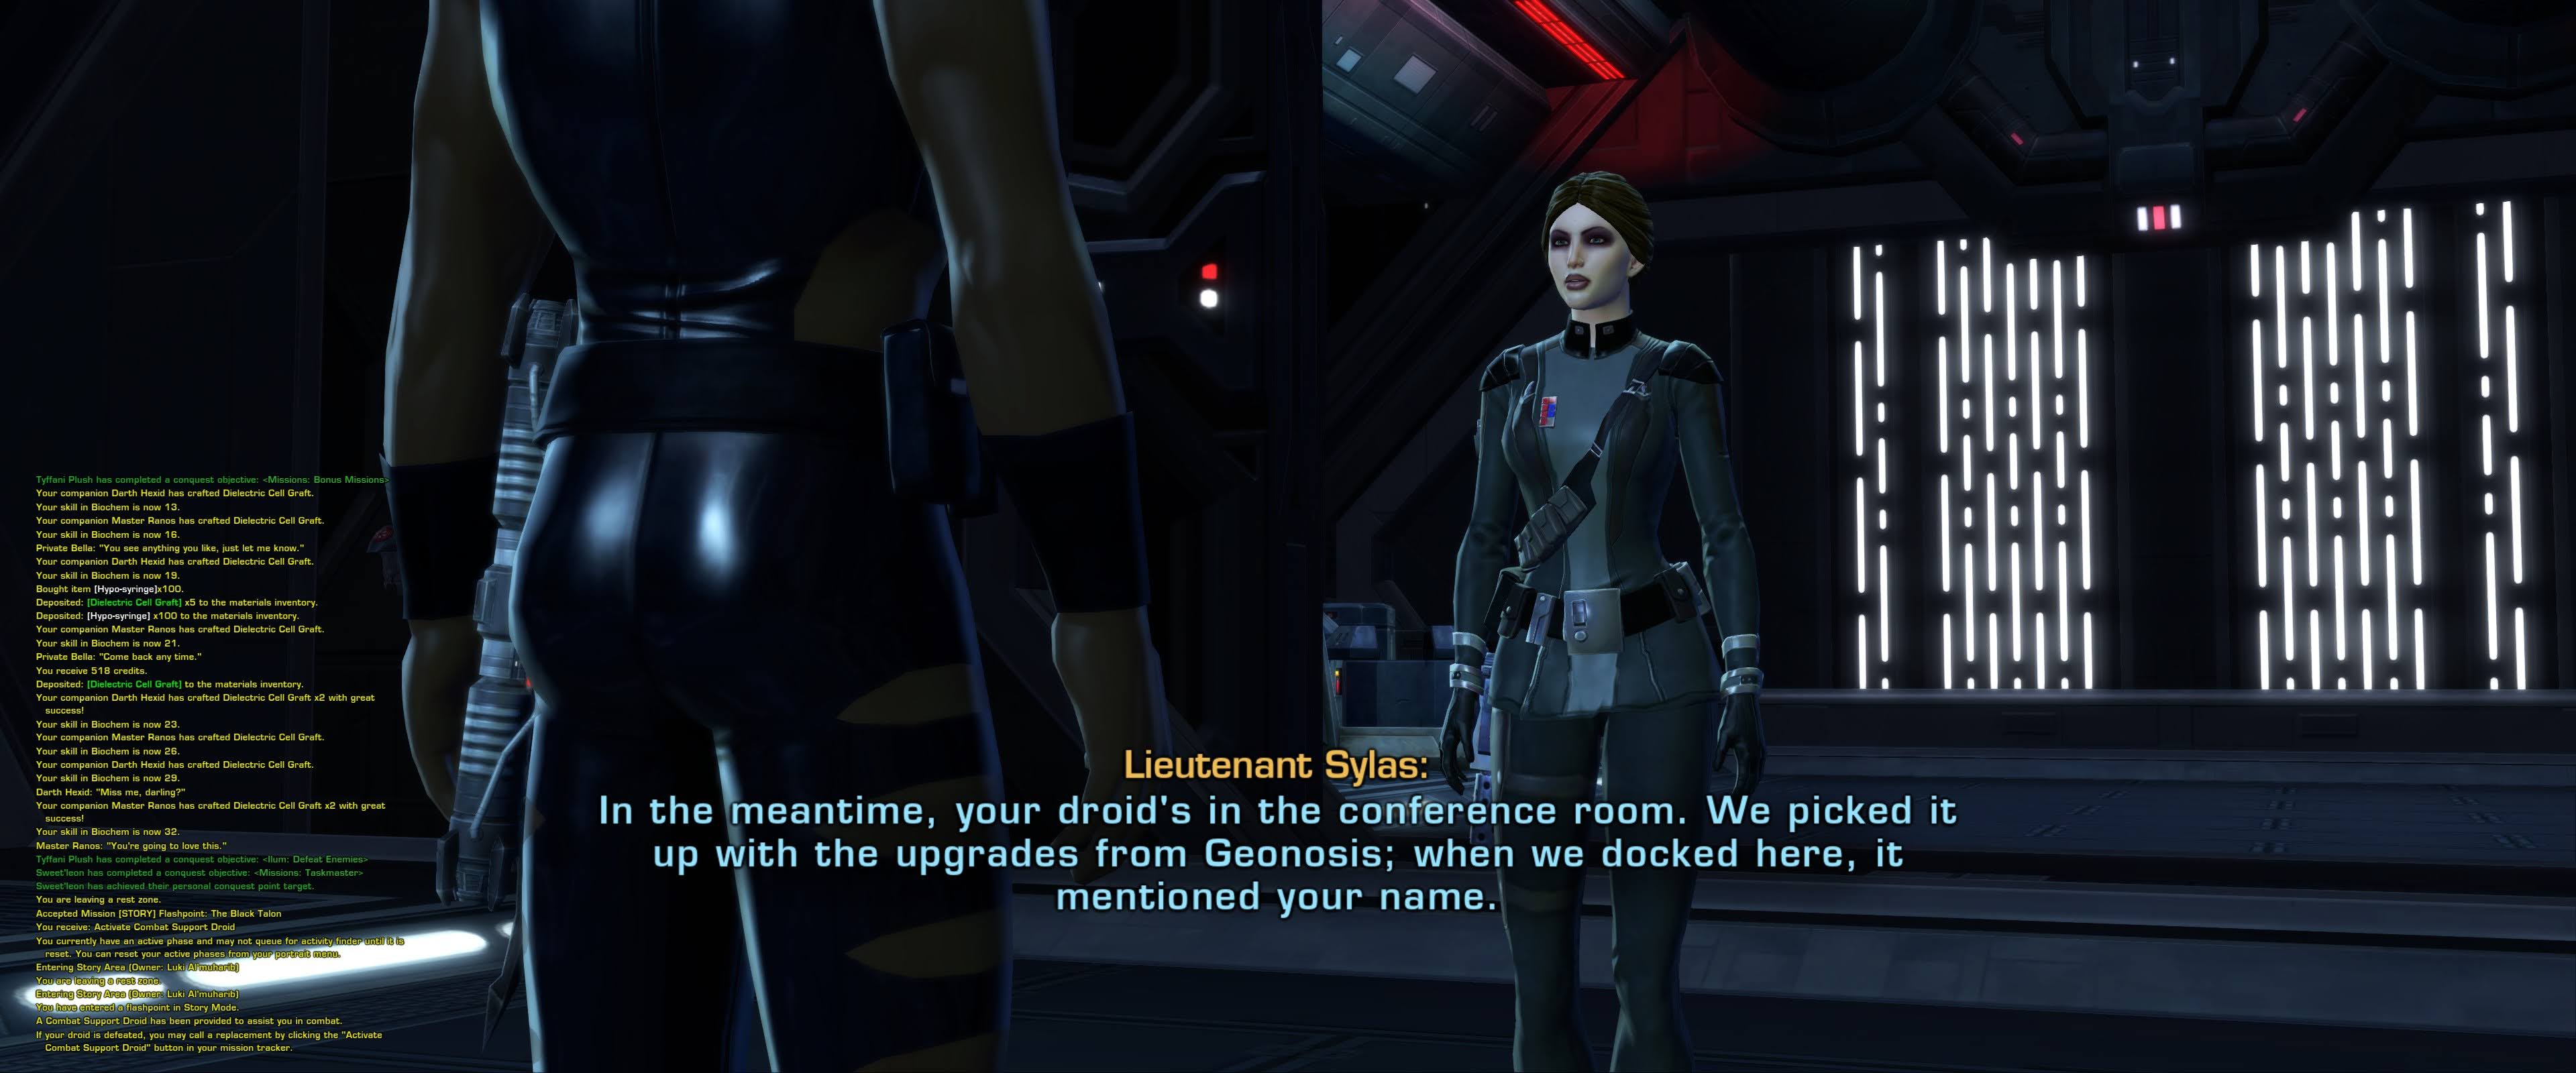 Tyffani Plush has completed a conquest objective: <Missions: Bonus Missions>
Your companion Darth Hexid has crafted Dielectric Cell Graft.
Your skill in Biochem is now 13.
Your companion Master Ranos has crafted Dielectric Cell Graft.
Your skill in Biochem is now 16.
Private Bella: "You see anything you like, just let me know."
Your companion Darth Hexid has crafted Dielectric Cell Graft.
Your skill in Biochem is now 19.
Bought item [Hypo-syringe]x100.
Deposited: [Dielectric Cell Graft] x5 to the materials inventory.
Deposited: [Hypo-syringe] x100 to the materials inventory.
Your companion Master Ranos has crafted Dielectric Cell Graft.
Your skill in Biochem is now 21.
Private Bella: "Come back any time."
You receive 518 credits.
Deposited: [Dielectric Cell Graft] to the materials inventory.
Your companion Darth Hexid has crafted Dielectric Cell Graft x2 with great
success!
Your skill in Biochem is now 23.
Your companion Master Ranos has crafted Dielectric Cell Graft.
Your skill in Biochem is now 26.
Your companion Darth Hexid has crafted Dielectric Cell Graft.
Your skill in Biochem is now 29.
Darth Hexid: "Miss me, darling?"
Your companion Master Ranos has crafted Dielectric Cell Graft x2 with great
success!
Your skill in Biochem is now 32.
Master Ranos: "You're going to love this."
Tyffani Plush has completed a conquest objective: <Ilum: Defeat Enemies>
Sweet'leon has completed a conquest objective: <Missions: Taskmaster>
Sweet'leon has achieved their personal conquest point target.
You are leaving a rest zone.
Accepted Mission [STORY] Flashpoint: The Black Talon
You receive: Activate Combat Support Droid
You currently have an active phase and may not queue for activity finder until it is
reset. You can reset your active phases from your portrait menu.
Entering Story Area (Owner: Luki Al'muharib)
You are leaving a rest zone.
Entering Story Area (Owner: Luki Al'muharib)
You have entered a flashpoint in Story Mode.
A Combat Support Droid has been provided to assist you in combat.
If your droid is defeated, you may call a replacement by clicking the "Activate
Combat Support Droid" button in your mission tracker.
Lieutenant Sylas:
In the meantime, your droid's in the conference room. We picked it
up with the upgrades from Geonosis; when we docked here, it
mentioned your name.